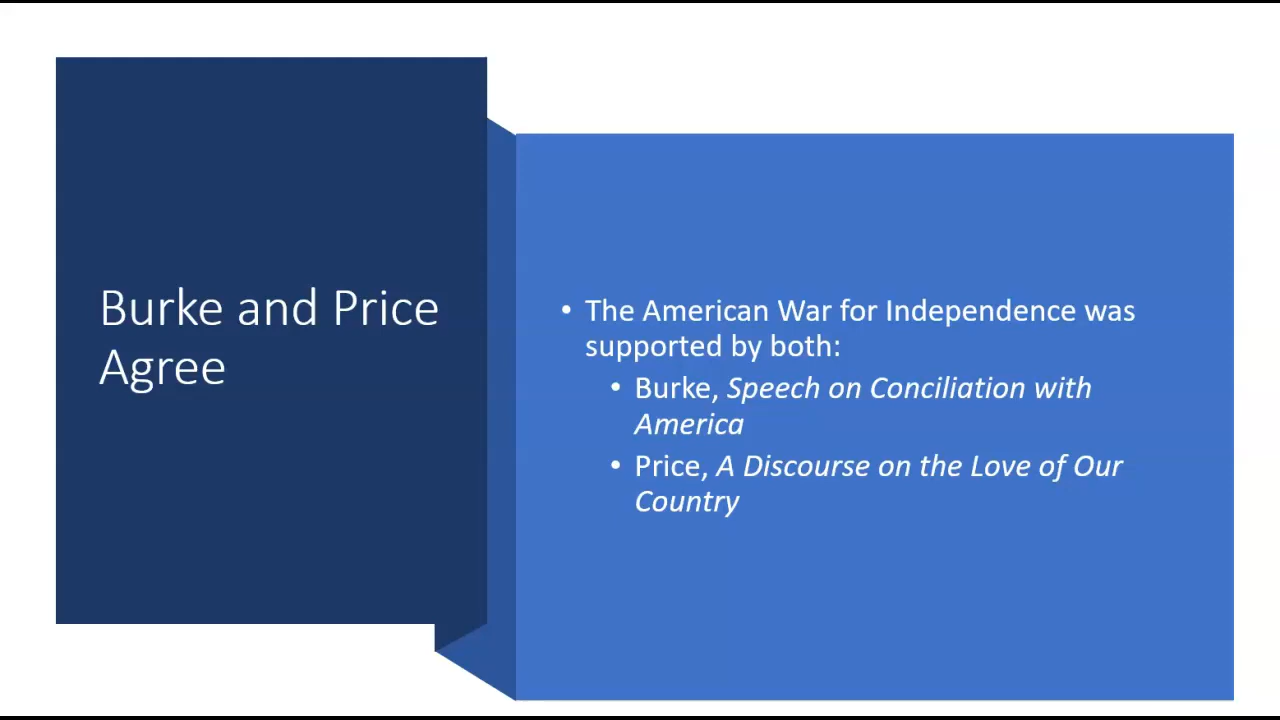 Burke and Price
Agree
• The American War for Independence was
supported by both:
• Burke, Speech on Conciliation with
America
• Price, A Discourse on the Love of Our
Country